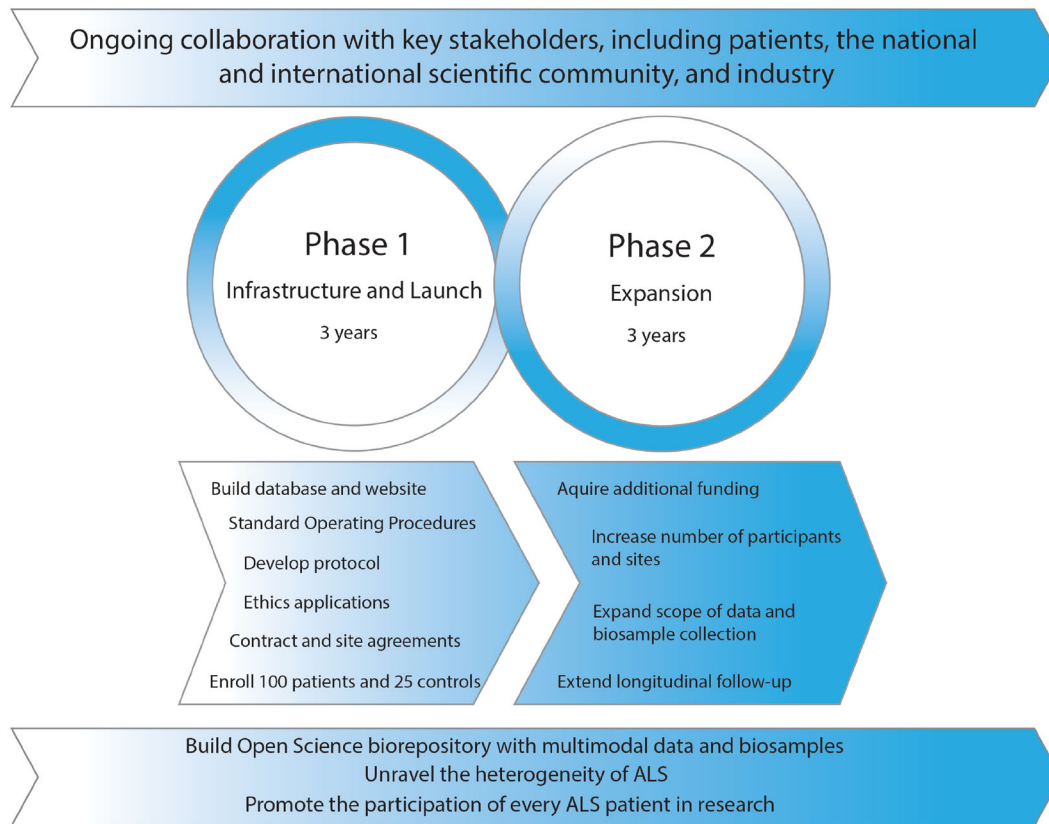 Ongoing collaboration with key stakeholders, including patients, the national
and international scientific community, and industry
Phase 1
Infrastructure and Launch
3 years
Phase 2
Expansion
3 years
Build database and website
Standard Operating Procedures
Develop protocol
Ethics applications
Contract and site agreements
Enroll 100 patients and 25 controls
Aquire additional funding
Increase number of participants
and sites
Expand scope of data and
biosample collection
Extend longitudinal follow-up
Build Open Science biorepository with multimodal data and biosamples
Unravel the heterogeneity of ALS
Promote the participation of every ALS patient in research